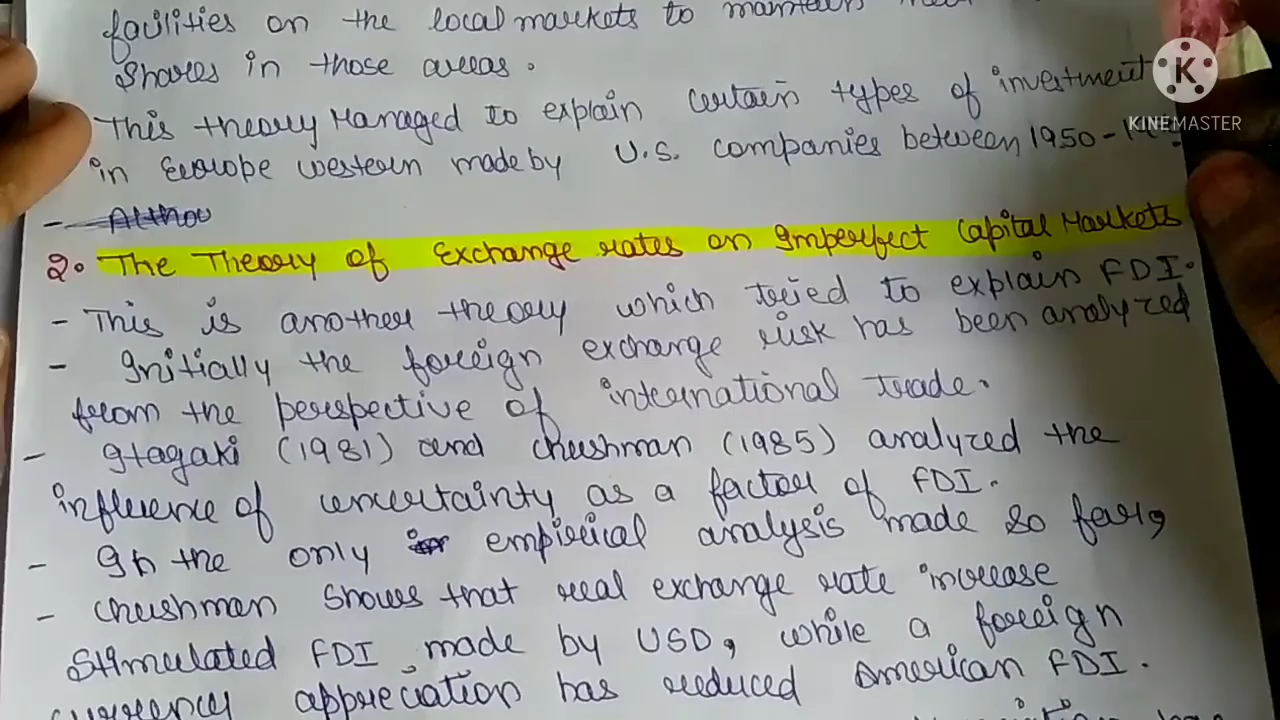 facilities on the local markets to maintain
Shares in those areas.
This theory Managed to explain certain types of investment
in Europe western made by U.S. companies between 1950-
- Althou
2. The Theory of Exchange rates on Imperfect Capital Markets
- This is another theory which tried to explain FDI.
- Initially the foreign exchange risk has been analyzed
from the perspective of international trade.
- Itagaki (1981) and Chushman (1985) analyzed the
influence of uncertainty as a factor of FDI.
- In the only empirical analysis made so far,
- Chushman shows that real exchange rate increase
stimulated FDI made by USD, while a foreign
currency appreciation has reduced American FDI.
KINEMASTER